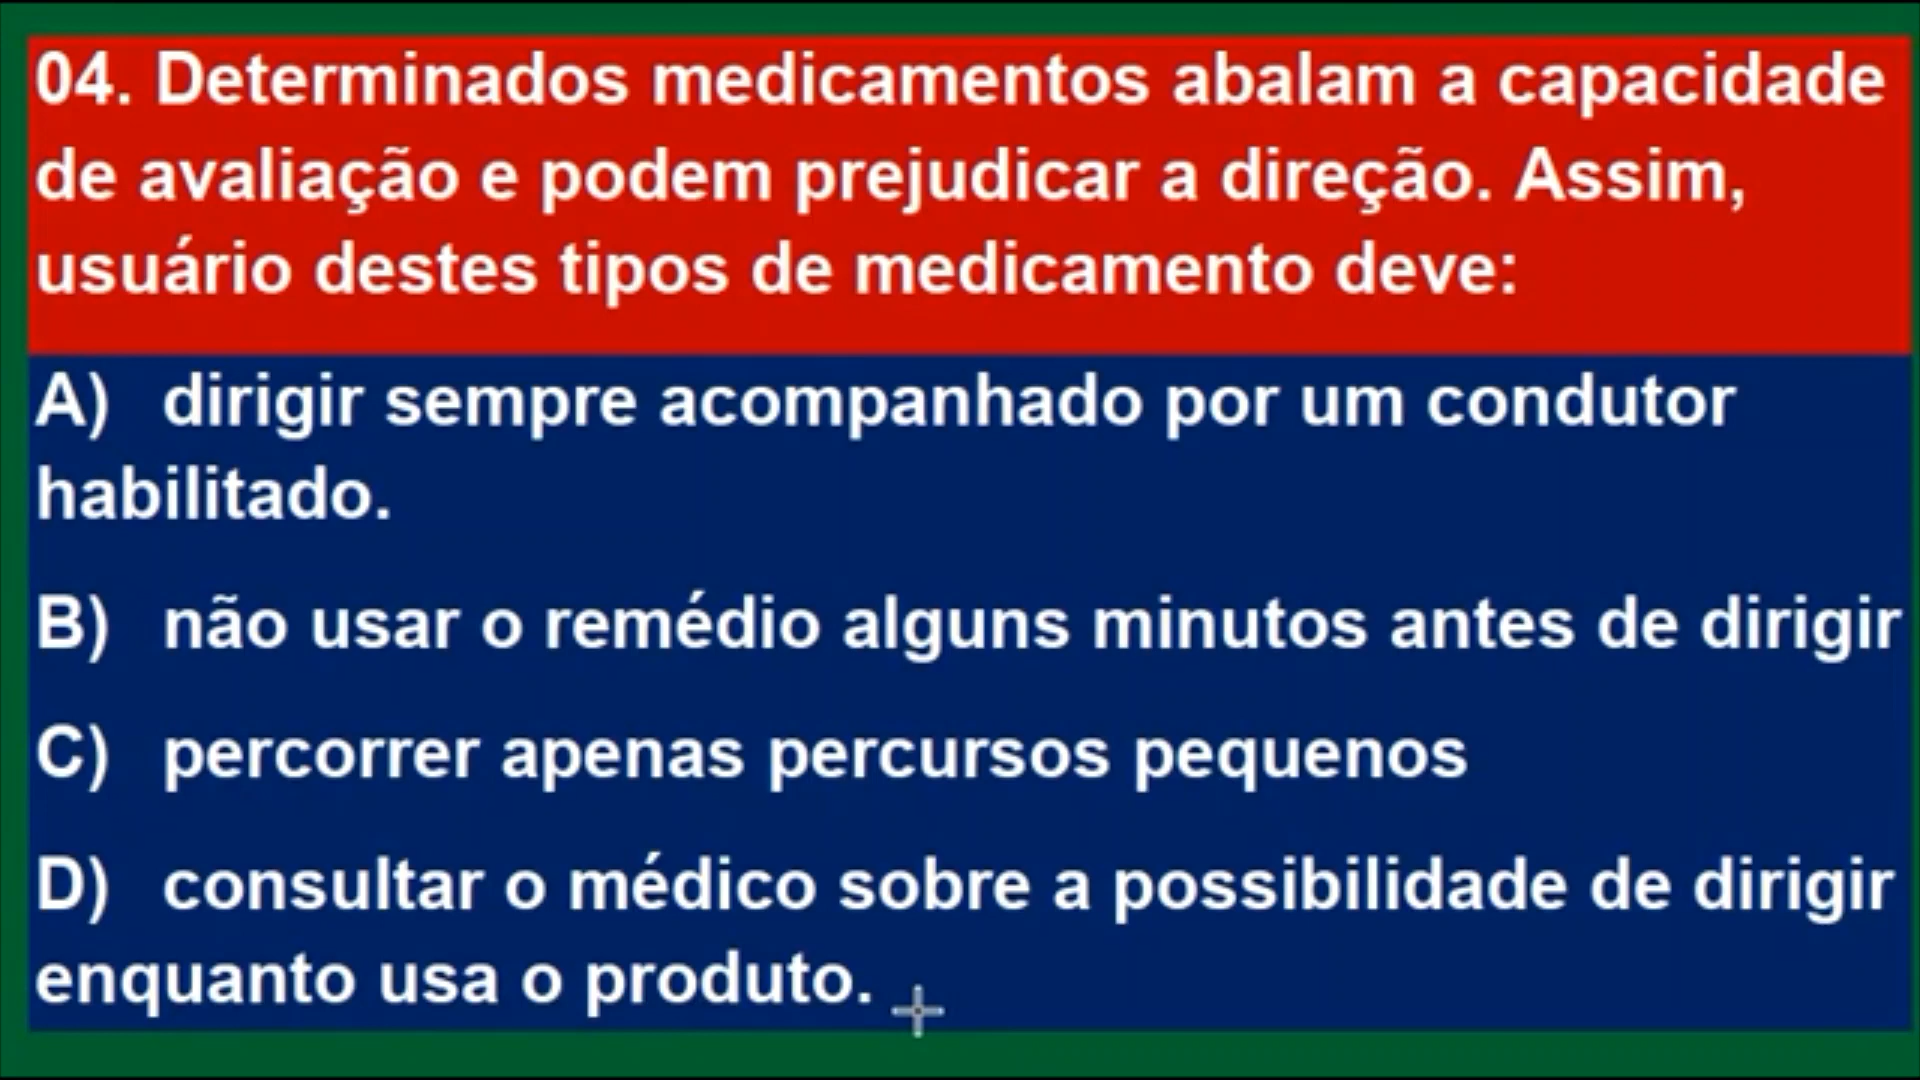 04. Determinados medicamentos abalam a capacidade
de avaliação e podem prejudicar a direção. Assim,
usuário destes tipos de medicamento deve:
A) dirigir sempre acompanhado por um condutor
habilitado.
B) não usar o remédio alguns minutos antes de dirigir
C) percorrer apenas percursos pequenos
D) consultar o médico sobre a possibilidade de dirigir
enquanto usa o produto.